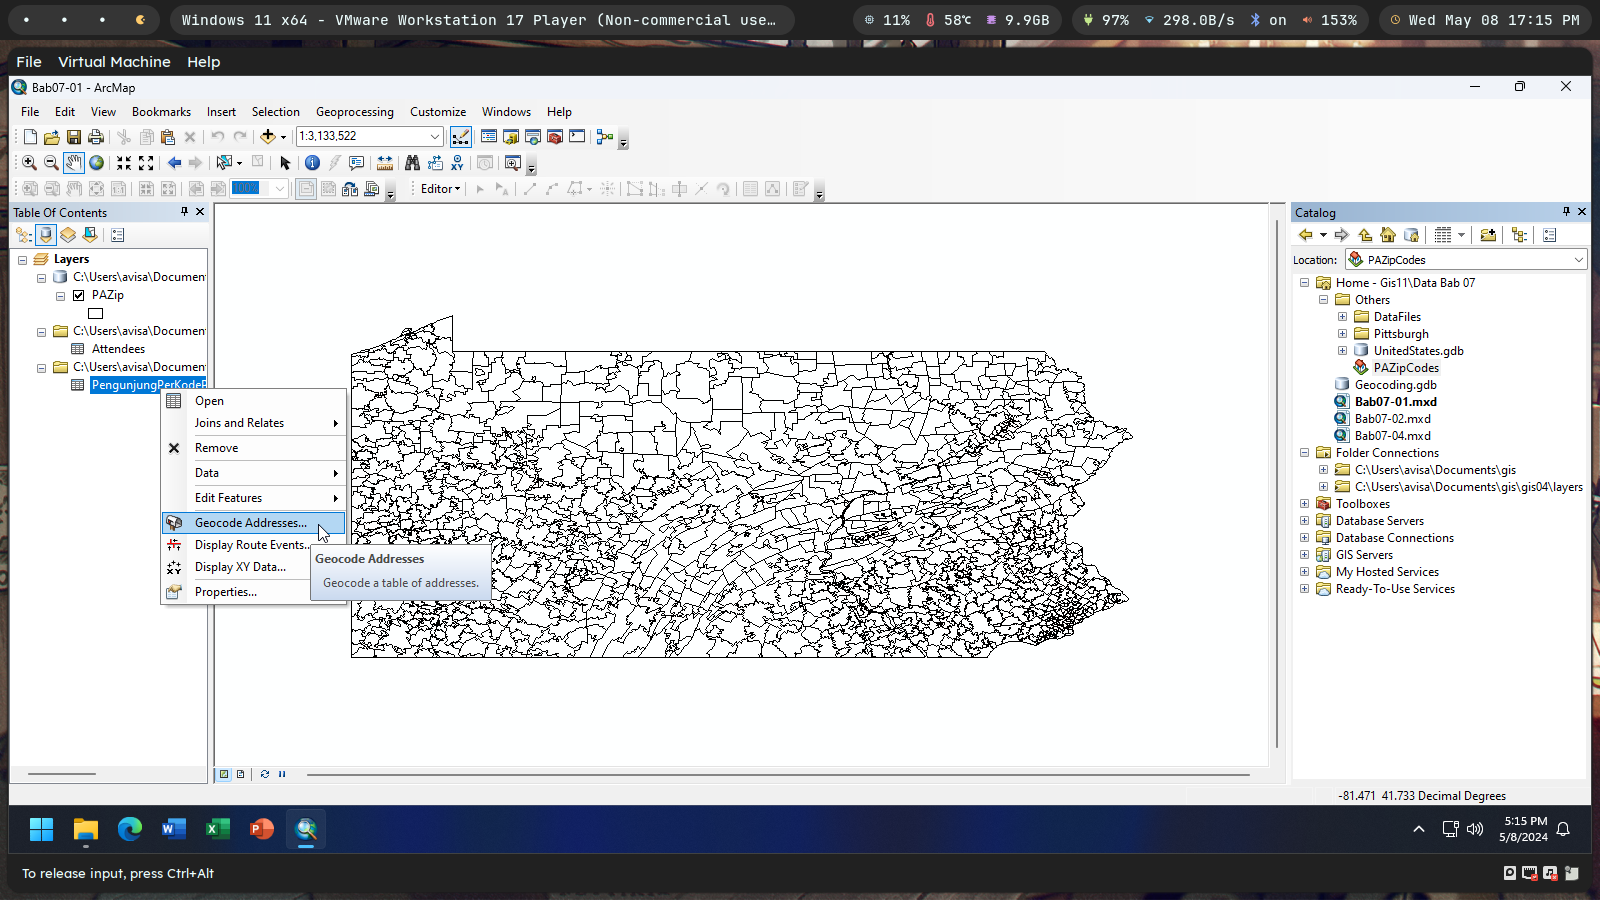 Windows 11 x64 - VMware Workstation 17 Player (Non-commercial use…
11%
58℃
9.9GB
97%
298.0B/s
on
153%
Wed May 08 17:15 PM
File Virtual Machine Help
Bab07-01 - ArcMap
File Edit View Bookmarks Insert Selection Geoprocessing Customize Windows Help
1:3,133,522
100%
Editor
Table Of Contents
Layers
C:\Users\avisa\Document
PAZip
C:\Users\avisa\Documen
Attendees
C:\Users\avisa\Documen
PengunjungPerKodeP
Open
Joins and Relates
Remove
Data
Edit Features
Geocode Addresses...
Display Route Events...
Display XY Data...
Properties...
Geocode Addresses
Geocode a table of addresses.
Catalog
Location: PAZipCodes
Home - Gis11\Data Bab 07
Others
DataFiles
Pittsburgh
UnitedStates.gdb
PAZipCodes
Geocoding.gdb
Bab07-01.mxd
Bab07-02.mxd
Bab07-04.mxd
Folder Connections
C:\Users\avisa\Documents\gis
C:\Users\avisa\Documents\gis\gis04\layers
Toolboxes
Database Servers
Database Connections
GIS Servers
My Hosted Services
Ready-To-Use Services
-81.471 41.733 Decimal Degrees
5:15 PM
5/8/2024
To release input, press Ctrl+Alt